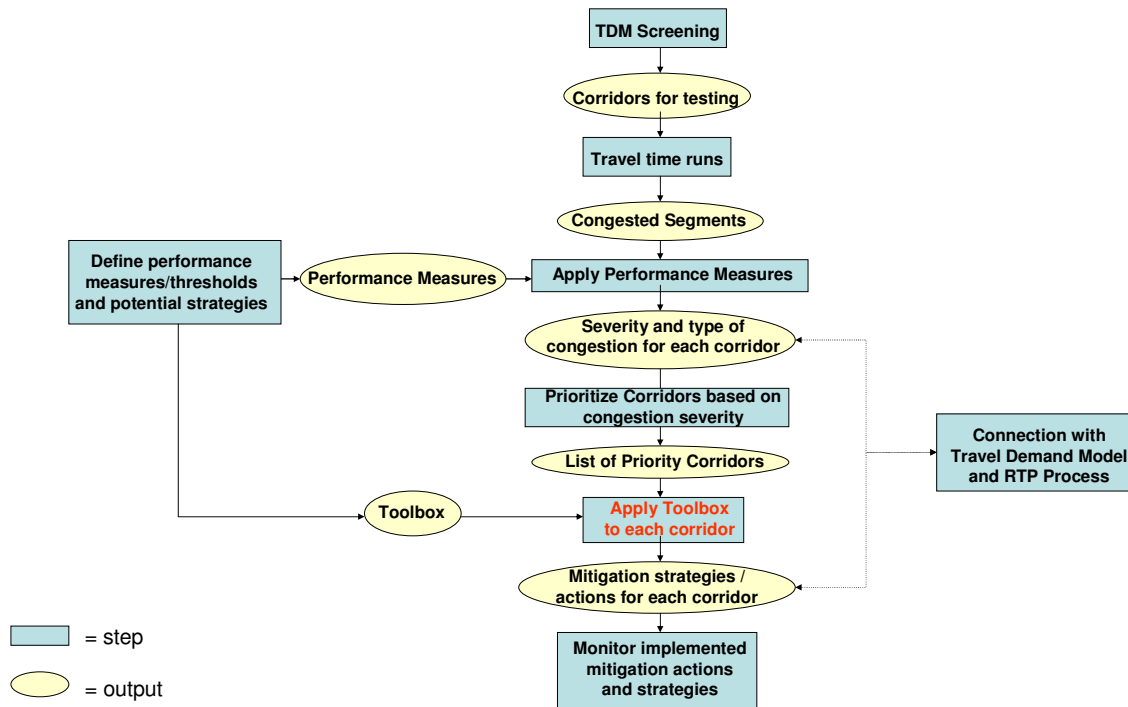 TDM Screening
Corridors for testing
Travel time runs
Congested Segments
Define performance
measures/thresholds
and potential strategies
Performance Measures
Apply Performance Measures
Severity and type of
congestion for each corridor
Prioritize Corridors based on
congestion severity
Connection with
Travel Demand Model
and RTP Process
List of Priority Corridors
Toolbox
Apply Toolbox
to each corridor
Mitigation strategies /
actions for each corridor
Monitor implemented
mitigation actions
and strategies
= step
= output